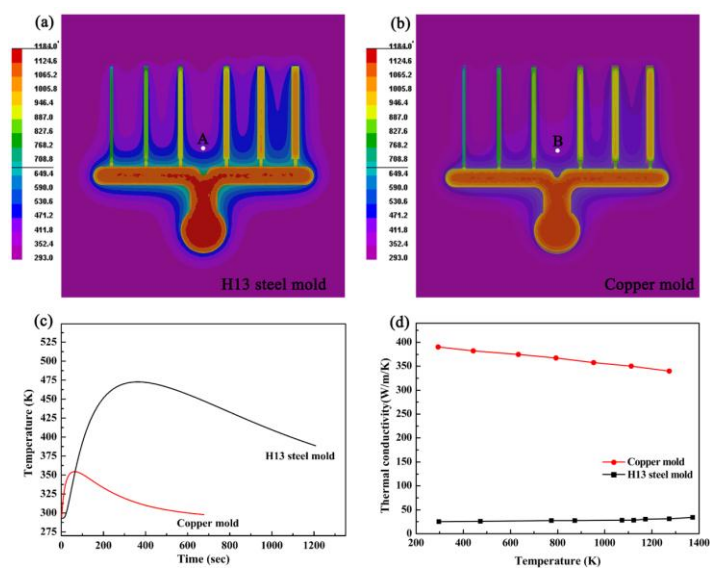 (a)
1184.0
1124.6
1065.2
1005.8
946.4
887.0
827.6
768.2
708.8
649.4
590.0
530.6
471.2
411.8
352.4
293.0
A
H13 steel mold
(b)
1184.0
1124.6
1065.2
1005.8
946.4
887.0
827.6
768.2
708.8
649.4
590.0
530.6
471.2
411.8
352.4
293.0
B
Copper mold
(c)
525
500
475
450
425
400
375
350
325
300
275
Temperature (K)
H13 steel mold
Copper mold
0 200 400 600 800 1000 1200
Time (sec)
(d)
400
350
300
250
200
150
100
50
0
Thermal conductivity(W/m/K)
Copper mold
H13 steel mold
200 400 600 800 1000 1200 1400
Temperature (K)